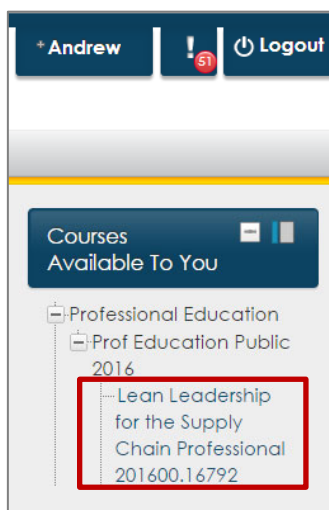 + Andrew ! 51 Logout
Courses
Available To You
Professional Education
Prof Education Public
2016
Lean Leadership
for the Supply
Chain Professional
201600.16792